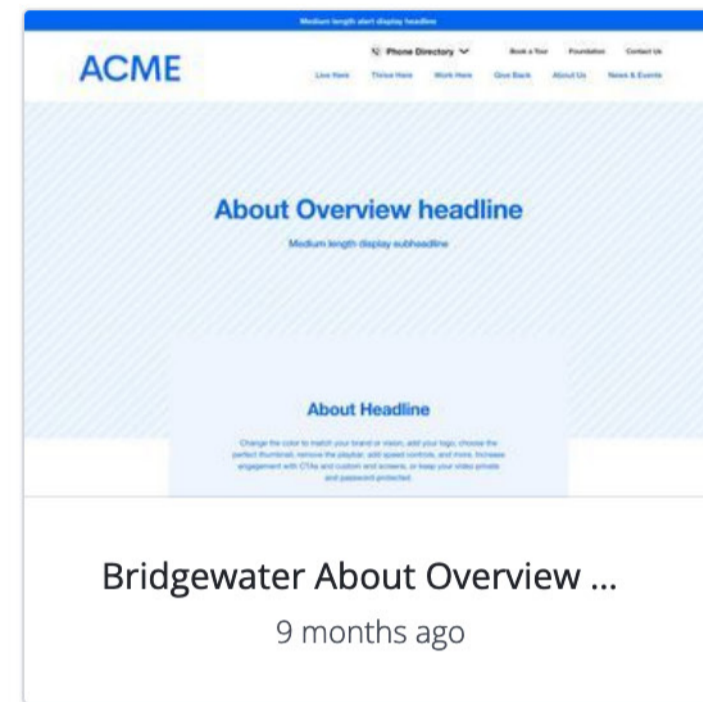 Medium length alert display headline
Phone Directory Book a Tour Foundation Contact Us
ACME
Live Here Thrive Here Work Here Give Back About Us News & Events
About Overview headline
Medium length display subheadline
About Headline
Change the color to match your brand or vision, add your logo, choose the
perfect thumbnail, remove the playbar, add speed controls, and more. Increase
engagement with CTAs and custom end screens, or keep your video private
and password protected.
Bridgewater About Overview ...
9 months ago